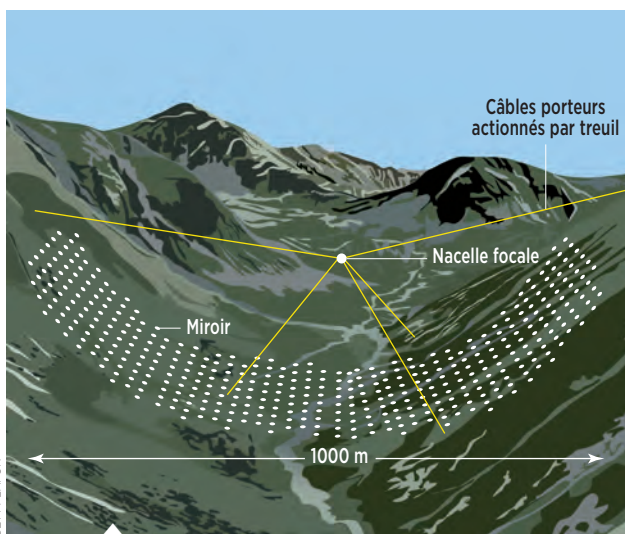 Câbles porteurs
actionnés par treuil
Nacelle focale
Miroir
1000 m